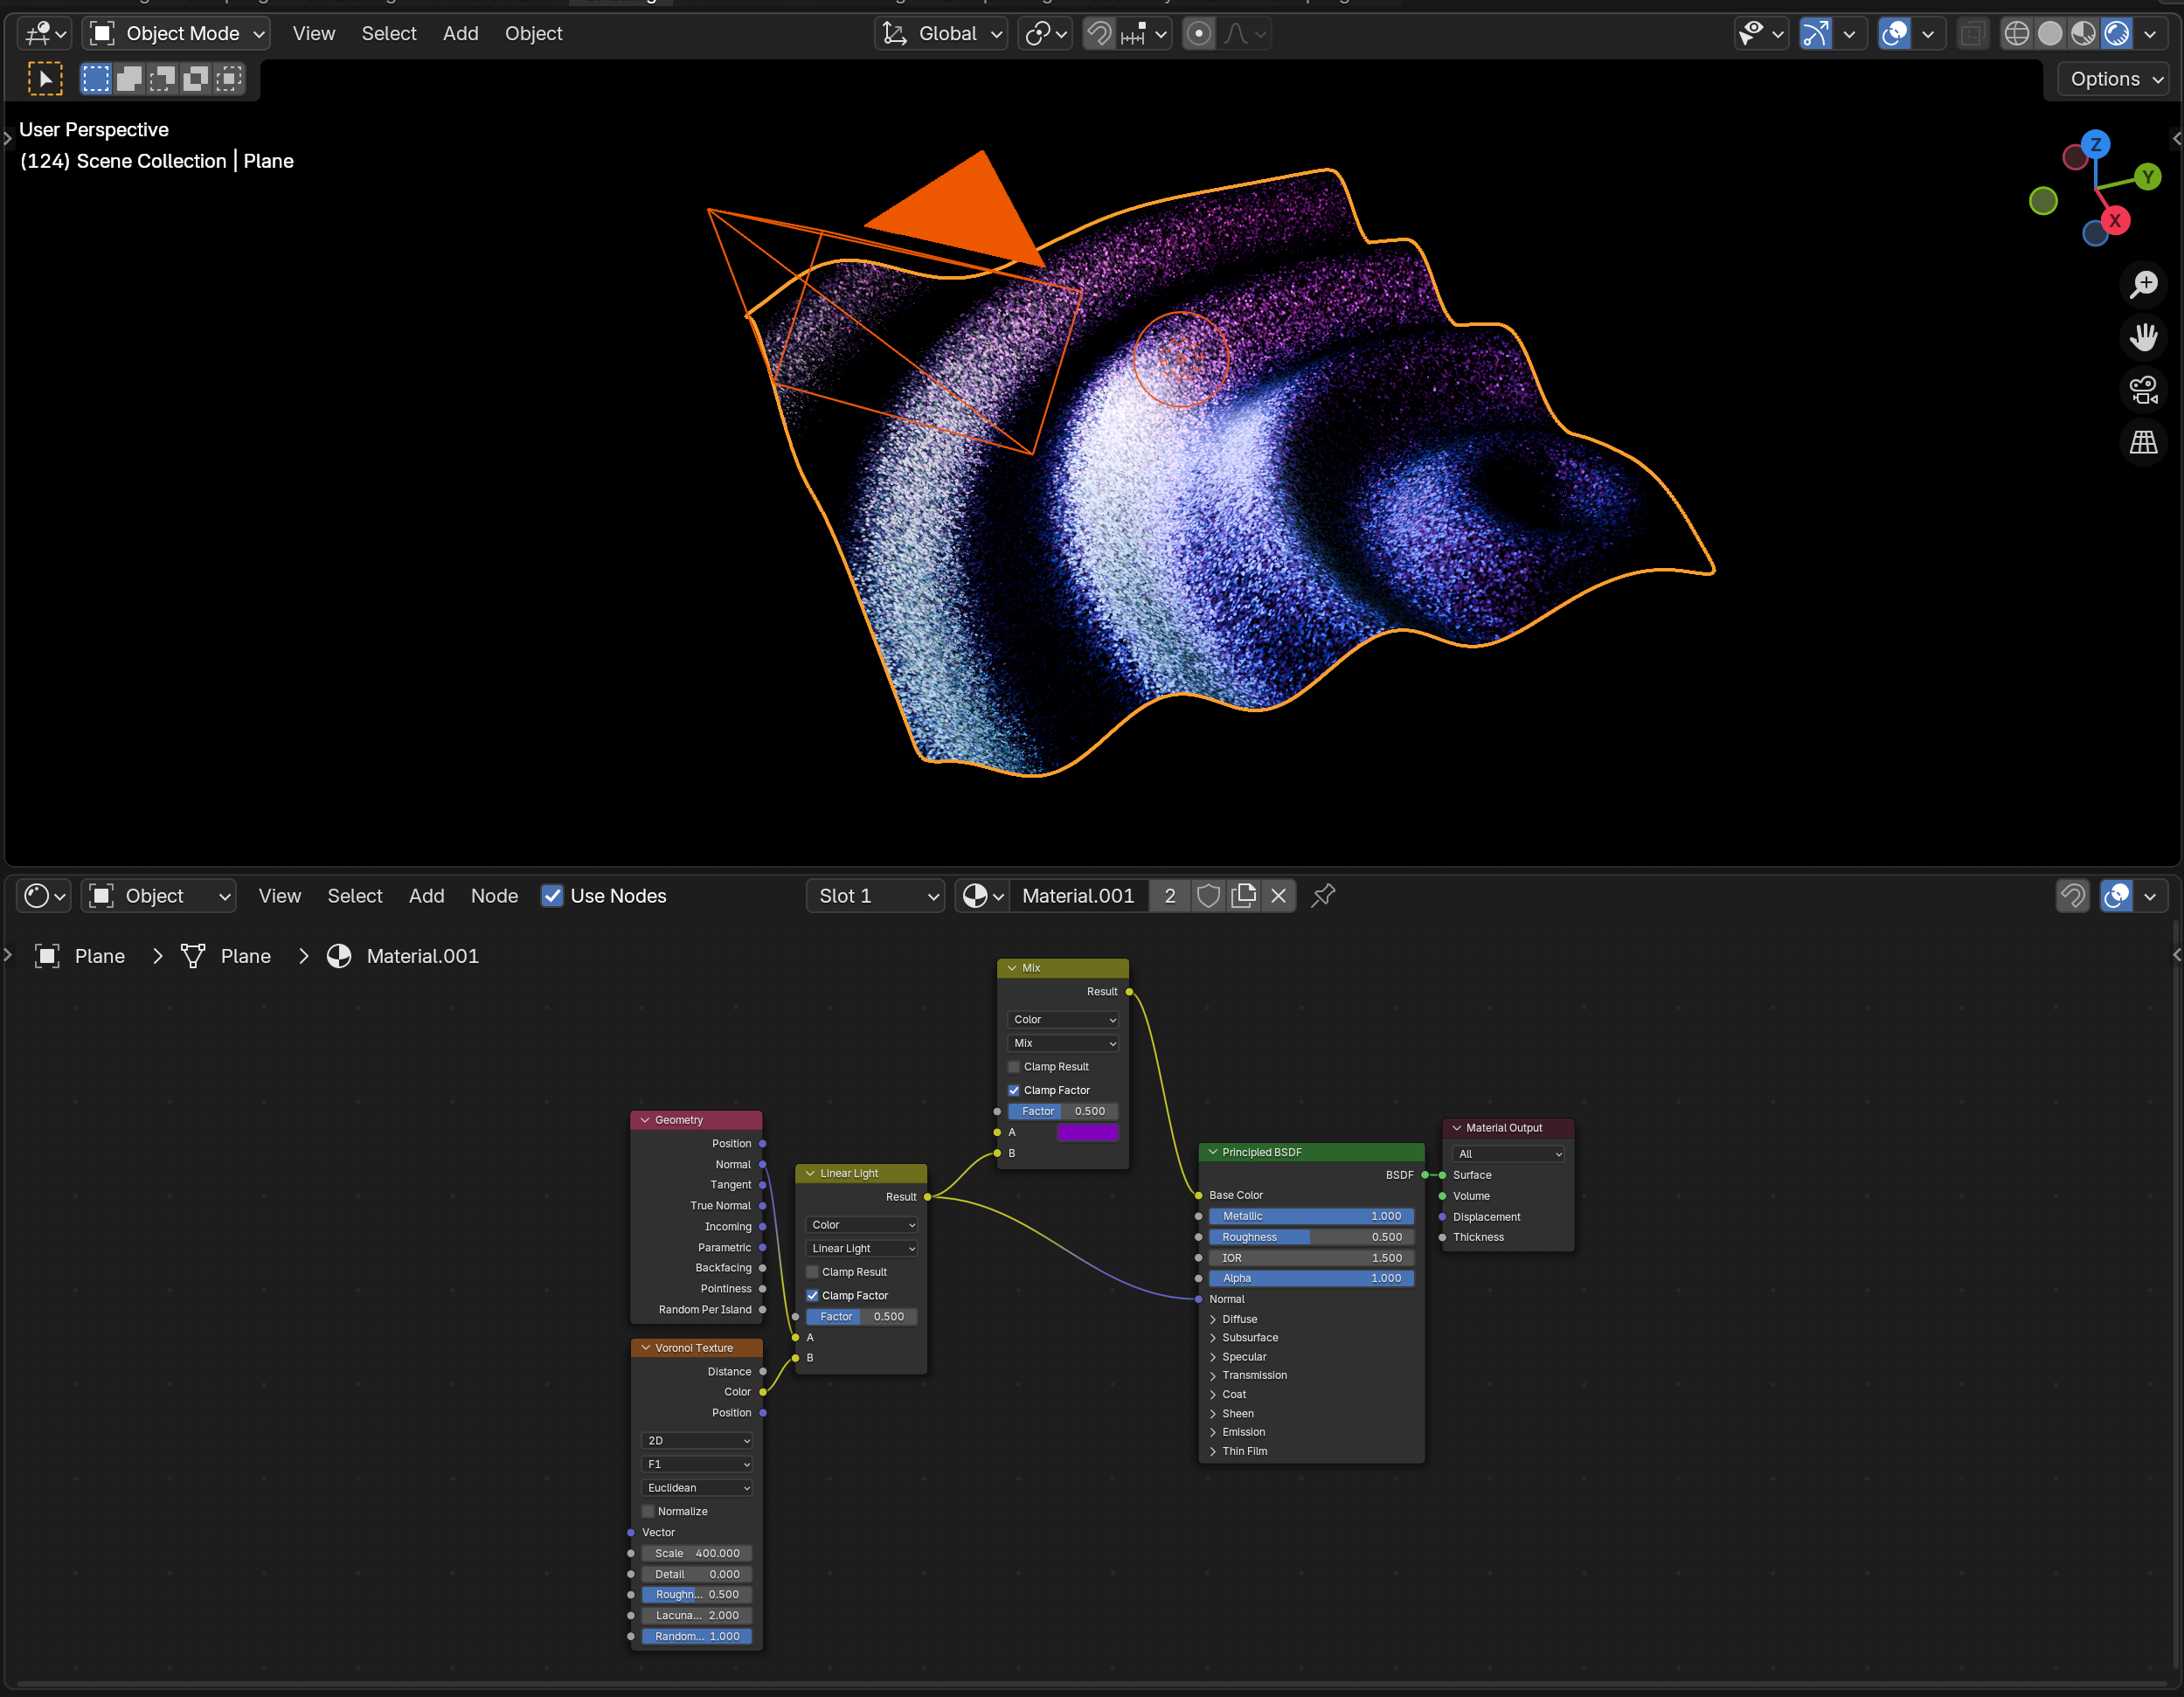 Object Mode View Select Add Object Global
Options
User Perspective
(124) Scene Collection | Plane
Z
Y
X
Object View Select Add Node Use Nodes Slot 1 Material.001 2
Plane > Plane > Material.001
Mix
Result
Color
Mix
Clamp Result
Clamp Factor
Factor 0.500
A
B
Geometry
Position
Normal
Tangent
True Normal
Incoming
Parametric
Backfacing
Pointiness
Random Per Island
Linear Light
Result
Color
Linear Light
Clamp Result
Clamp Factor
Factor 0.500
A
B
Voronoi Texture
Distance
Color
Position
2D
F1
Euclidean
Normalize
Vector
Scale 400.000
Detail 0.000
Roughn... 0.500
Lacuna... 2.000
Random... 1.000
Principled BSDF
BSDF
Base Color
Metallic 1.000
Roughness 0.500
IOR 1.500
Alpha 1.000
Normal
Diffuse
Subsurface
Specular
Transmission
Coat
Sheen
Emission
Thin Film
Material Output
All
Surface
Volume
Displacement
Thickness